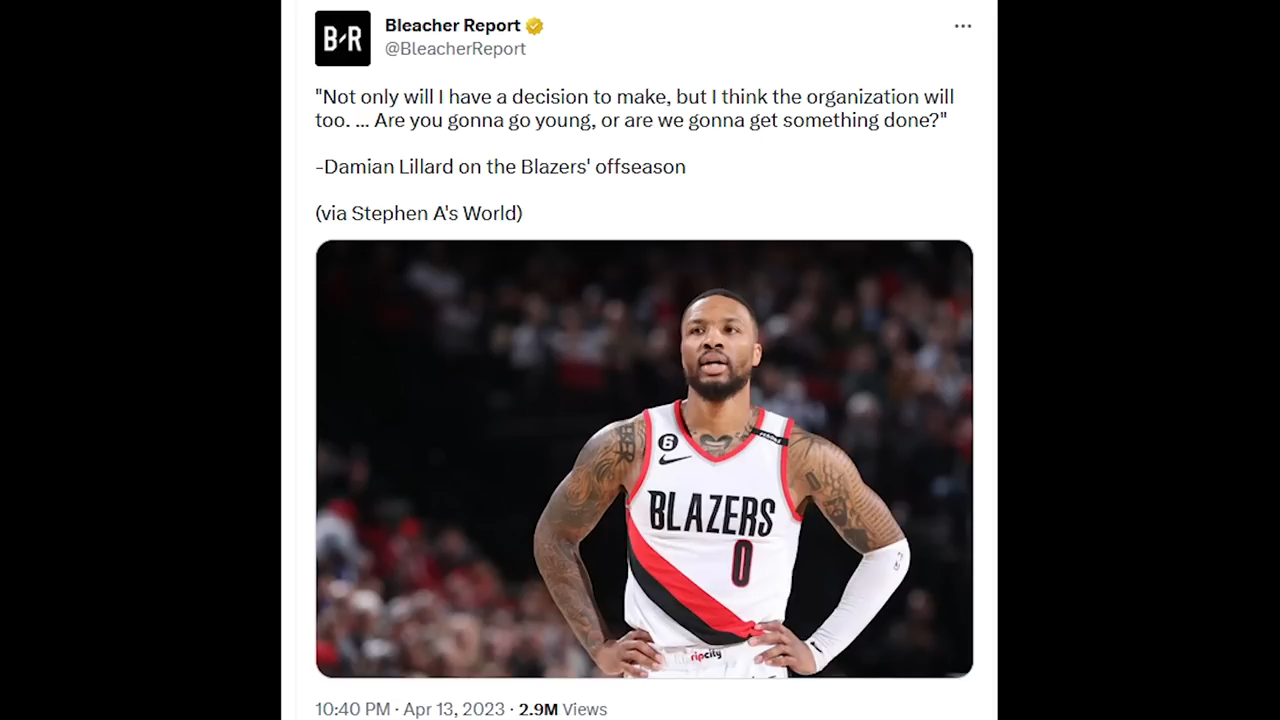 B/R
Bleacher Report
@BleacherReport
"Not only will I have a decision to make, but I think the organization will
too. ... Are you gonna go young, or are we gonna get something done?"
-Damian Lillard on the Blazers' offseason
(via Stephen A's World)
6
BLAZERS
0
ripcity
10:40 PM · Apr 13, 2023 · 2.9M Views